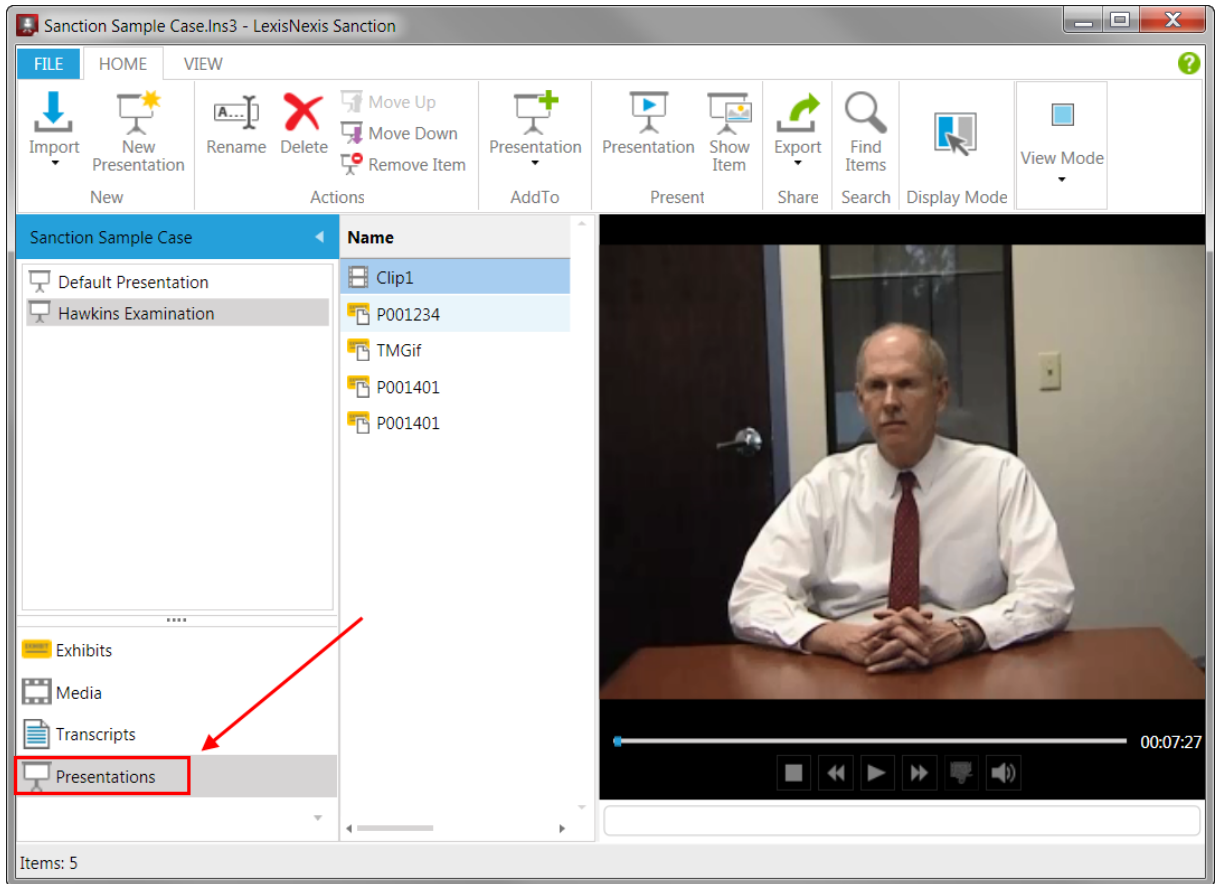 Sanction Sample Case.lns3 - LexisNexis Sanction
FILE HOME VIEW
Import
New Presentation
Rename
Delete
Move Up
Move Down
Remove Item
Presentation
Presentation
Show Item
Export
Find Items
View Mode
New
Actions
AddTo
Present
Share
Search
Display Mode
Sanction Sample Case
Default Presentation
Hawkins Examination
Name
Clip1
P001234
TMGif
P001401
P001401
Exhibits
Media
Transcripts
Presentations
00:07:27
Items: 5